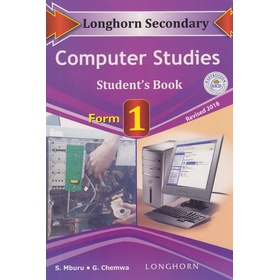 Longhorn Secondary
Computer Studies
Student's Book
Form 1
Revised 2018
S. Mburu • G. Chemwa
LONGHORN